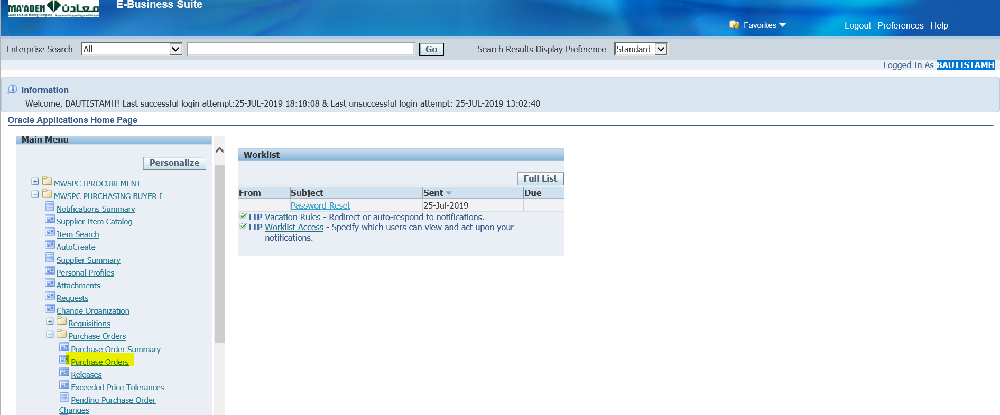 MA'ADEN معادن
Saudi Arabian Mining Company شركة التعدين العربية السعودية
E-Business Suite
Favorites
Logout Preferences Help
Enterprise Search All Go Search Results Display Preference Standard
Logged In As BAUTISTAMH
Information
Welcome, BAUTISTAMH! Last successful login attempt:25-JUL-2019 18:18:08 & Last unsuccessful login attempt: 25-JUL-2019 13:02:40
Oracle Applications Home Page
Main Menu
Personalize
MWSPC IPROCUREMENT
MWSPC PURCHASING BUYER I
Notifications Summary
Supplier Item Catalog
Item Search
AutoCreate
Supplier Summary
Personal Profiles
Attachments
Requests
Change Organization
Requisitions
Purchase Orders
Purchase Order Summary
Purchase Orders
Releases
Exceeded Price Tolerances
Pending Purchase Order
Changes
Worklist
Full List
From Subject Sent Due
Password Reset 25-Jul-2019
TIP Vacation Rules - Redirect or auto-respond to notifications.
TIP Worklist Access - Specify which users can view and act upon your
notifications.